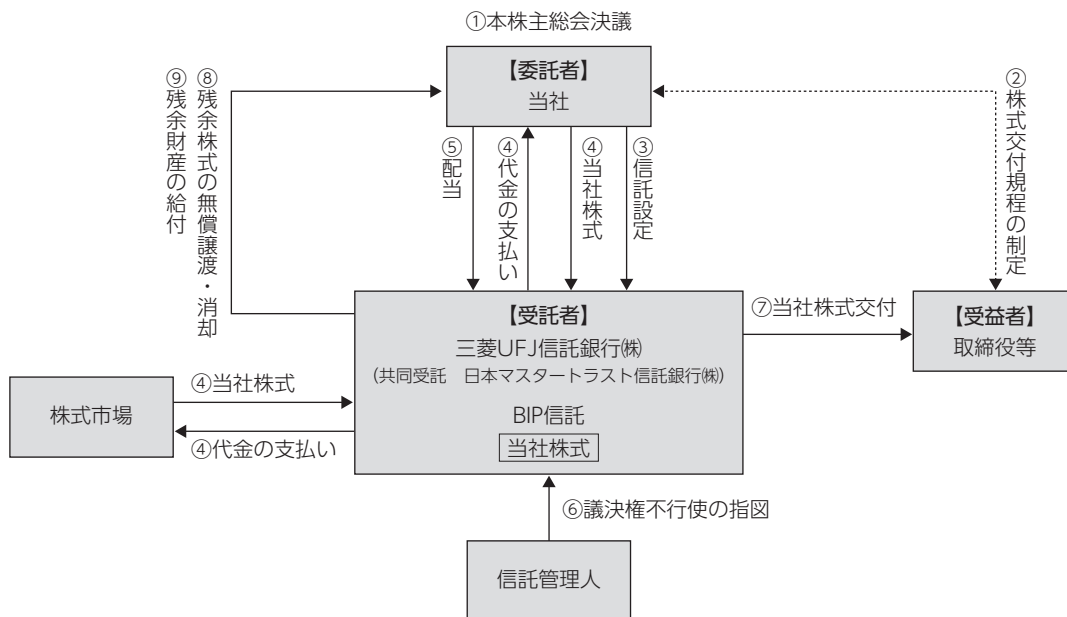 ①本株主総会決議
【委託者】
当社
⑨残余財産の給付
⑧残余株式の無償譲渡・消却
⑤配当
④代金の支払い
④当社株式
③信託設定
②株式交付規程の制定
【受託者】
三菱UFJ信託銀行㈱
（共同受託　日本マスタートラスト信託銀行㈱）
BIP信託
当社株式
⑦当社株式交付
【受益者】
取締役等
株式市場
④当社株式
④代金の支払い
⑥議決権不行使の指図
信託管理人